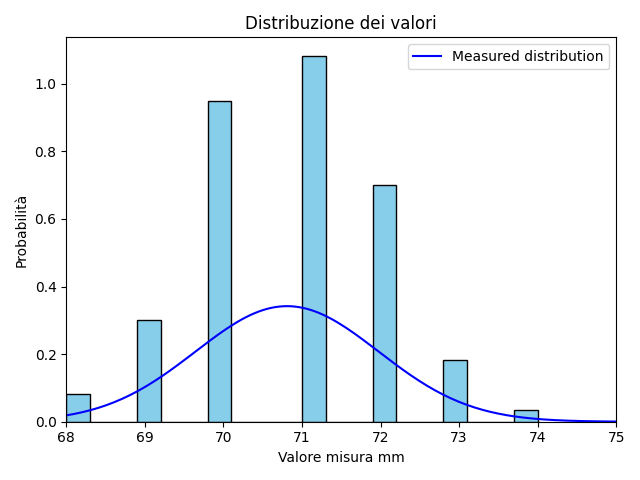 Distribuzione dei valori
Measured distribution
Probabilità
1.0
0.8
0.6
0.4
0.2
0.0
68 69 70 71 72 73 74 75
Valore misura mm